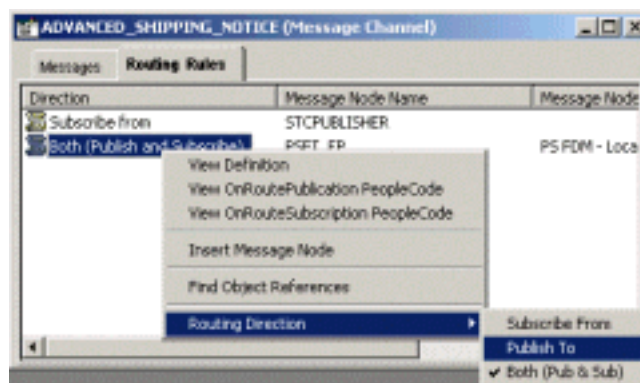 ADVANCED_SHIPPING_NOTICE (Message Channel)
Messages Routing Rules
Direction Message Node Name Message Node
Subscribe from STCPUBLISHER
Both (Publish and Subscribe) PSFT_EP PS FDM - Loca
View Definition
View OnRoutePublication PeopleCode
View OnRouteSubscription PeopleCode
Insert Message Node
Find Object References
Routing Direction
Subscribe From
Publish To
Both (Pub & Sub)